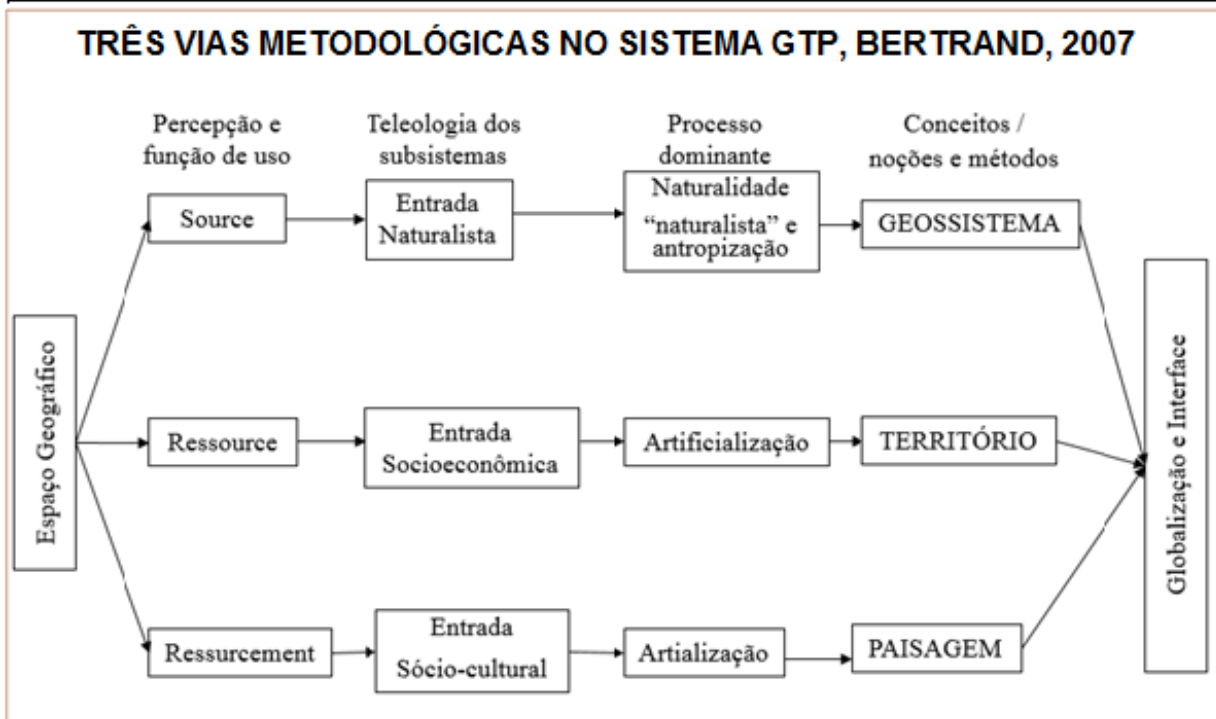 TRÊS VIAS METODOLÓGICAS NO SISTEMA GTP, BERTRAND, 2007
Percepção e
função de uso
Teleologia dos
subsistemas
Processo
dominante
Conceitos /
noções e métodos
Espaço Geográfico
Source
Entrada
Naturalista
Naturalidade
“naturalista” e
antropização
GEOSSISTEMA
Ressource
Entrada
Socioeconômica
Artificialização
TERRITÓRIO
Ressurcement
Entrada
Sócio-cultural
Artialização
PAISAGEM
Globalização e Interface